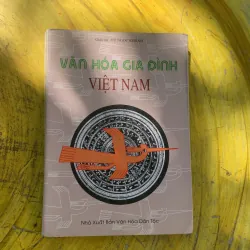 VĂN HÓA GIA ĐÌNH
VIỆT NAM
Nhà Xuất Bản Văn Hóa Dân Tộc